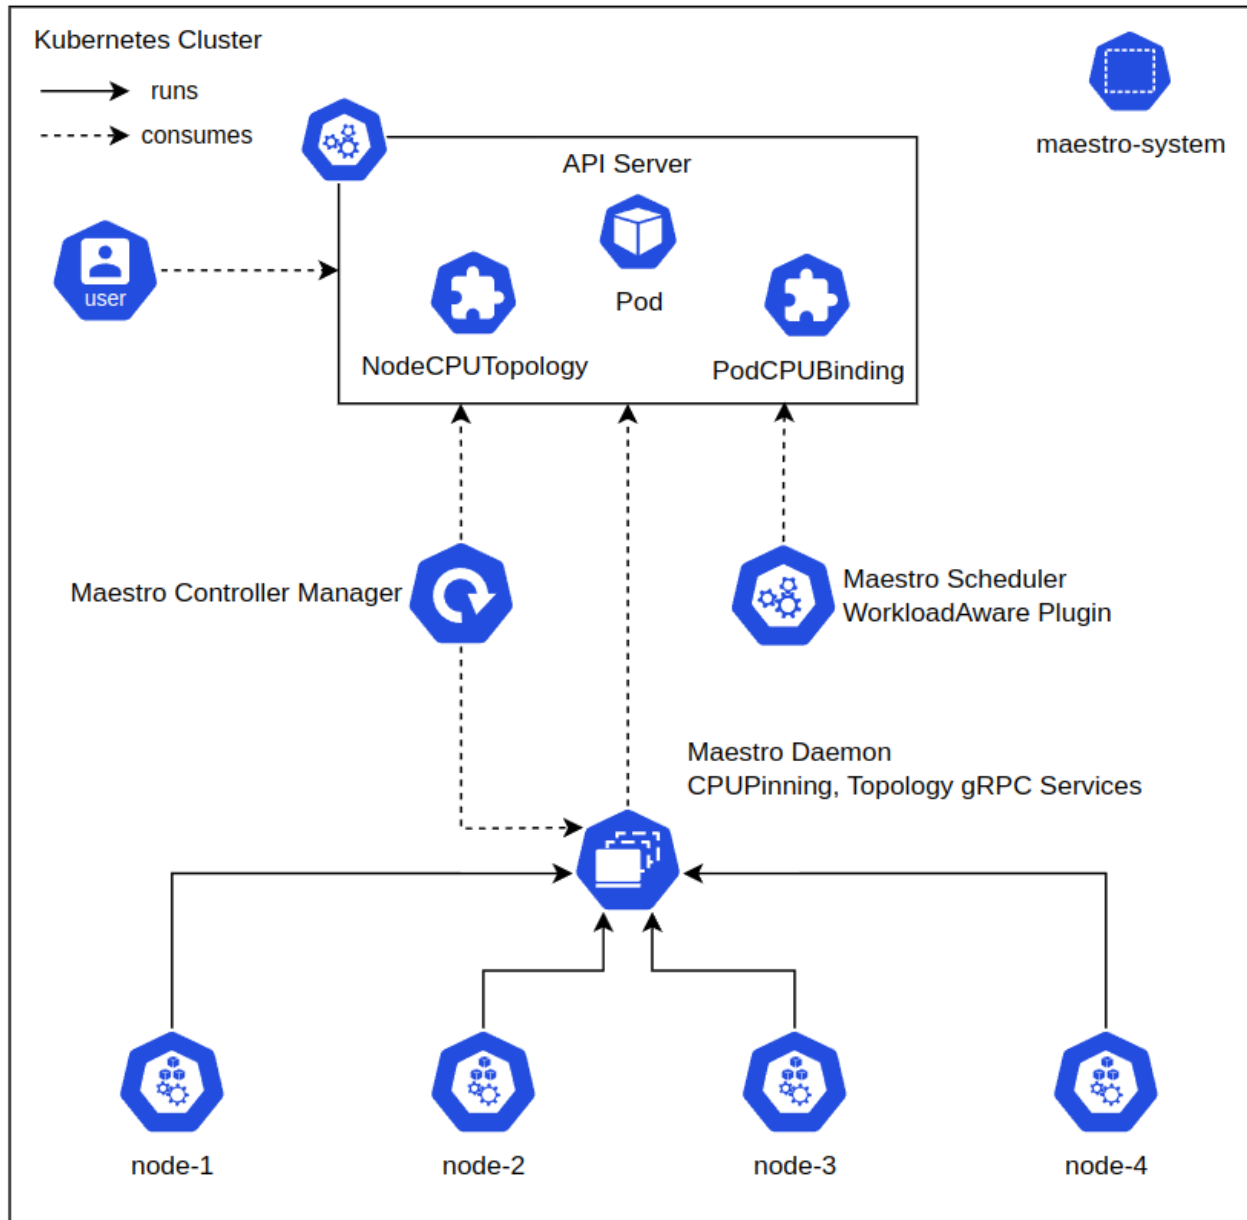 Kubernetes Cluster
runs
consumes
maestro-system
API Server
user
Pod
NodeCPUTopology
PodCPUBinding
Maestro Controller Manager
Maestro Scheduler
WorkloadAware Plugin
Maestro Daemon
CPUPinning, Topology gRPC Services
node-1
node-2
node-3
node-4